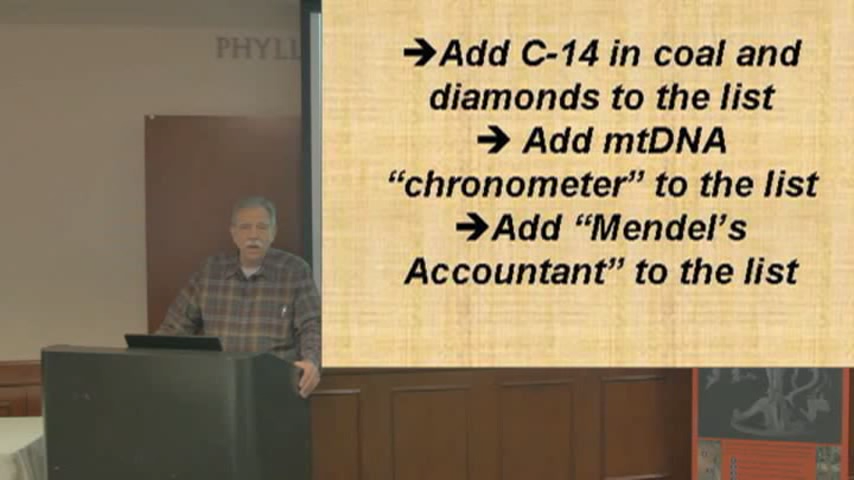 PHYLL
➔Add C-14 in coal and
diamonds to the list
➔ Add mtDNA
“chronometer” to the list
➔Add “Mendel’s
Accountant” to the list